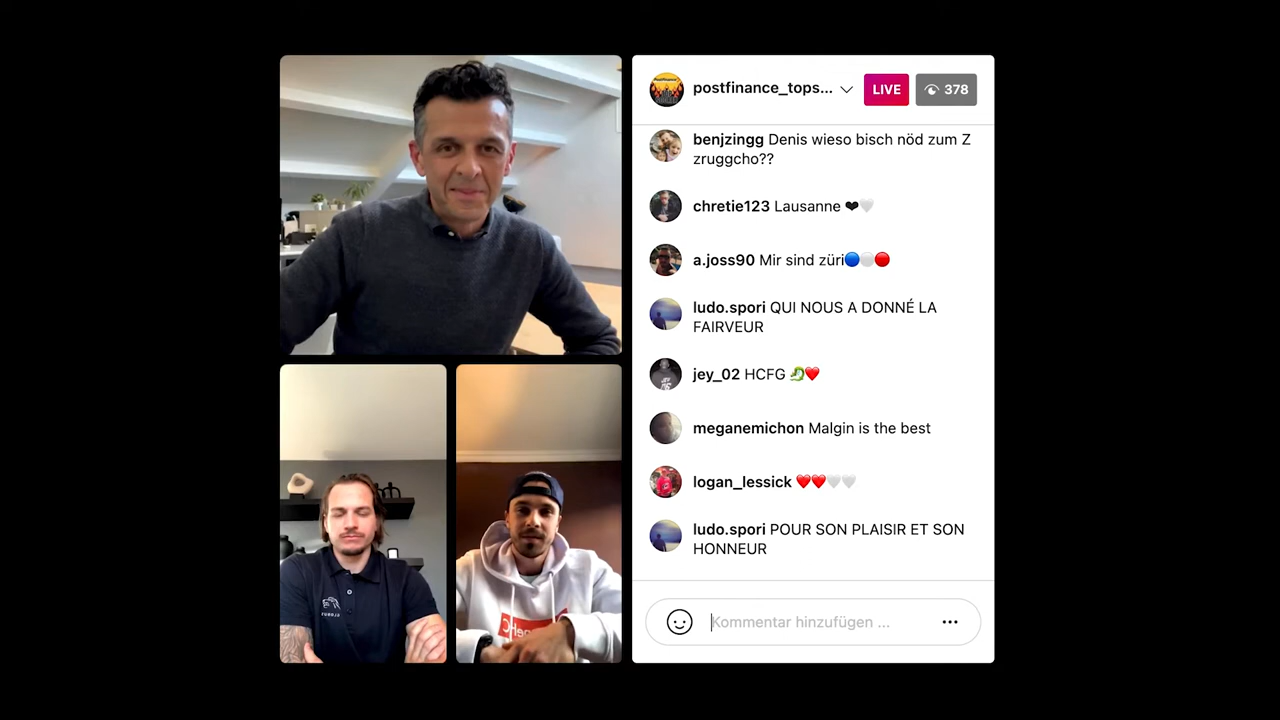 postfinance_tops...
LIVE
378
benjzingg Denis wieso bisch nöd zum Z
zruggcho??
chretie123 Lausanne 🖤🤍
a.joss90 Mir sind züri🔵⚪🔴
ludo.spori QUI NOUS A DONNÉ LA
FAIRVEUR
jey_02 HCFG 🐉❤️
meganemichon Malgin is the best
logan_lessick ❤️❤️🤍🤍
ludo.spori POUR SON PLAISIR ET SON
HONNEUR
Kommentar hinzufügen ...